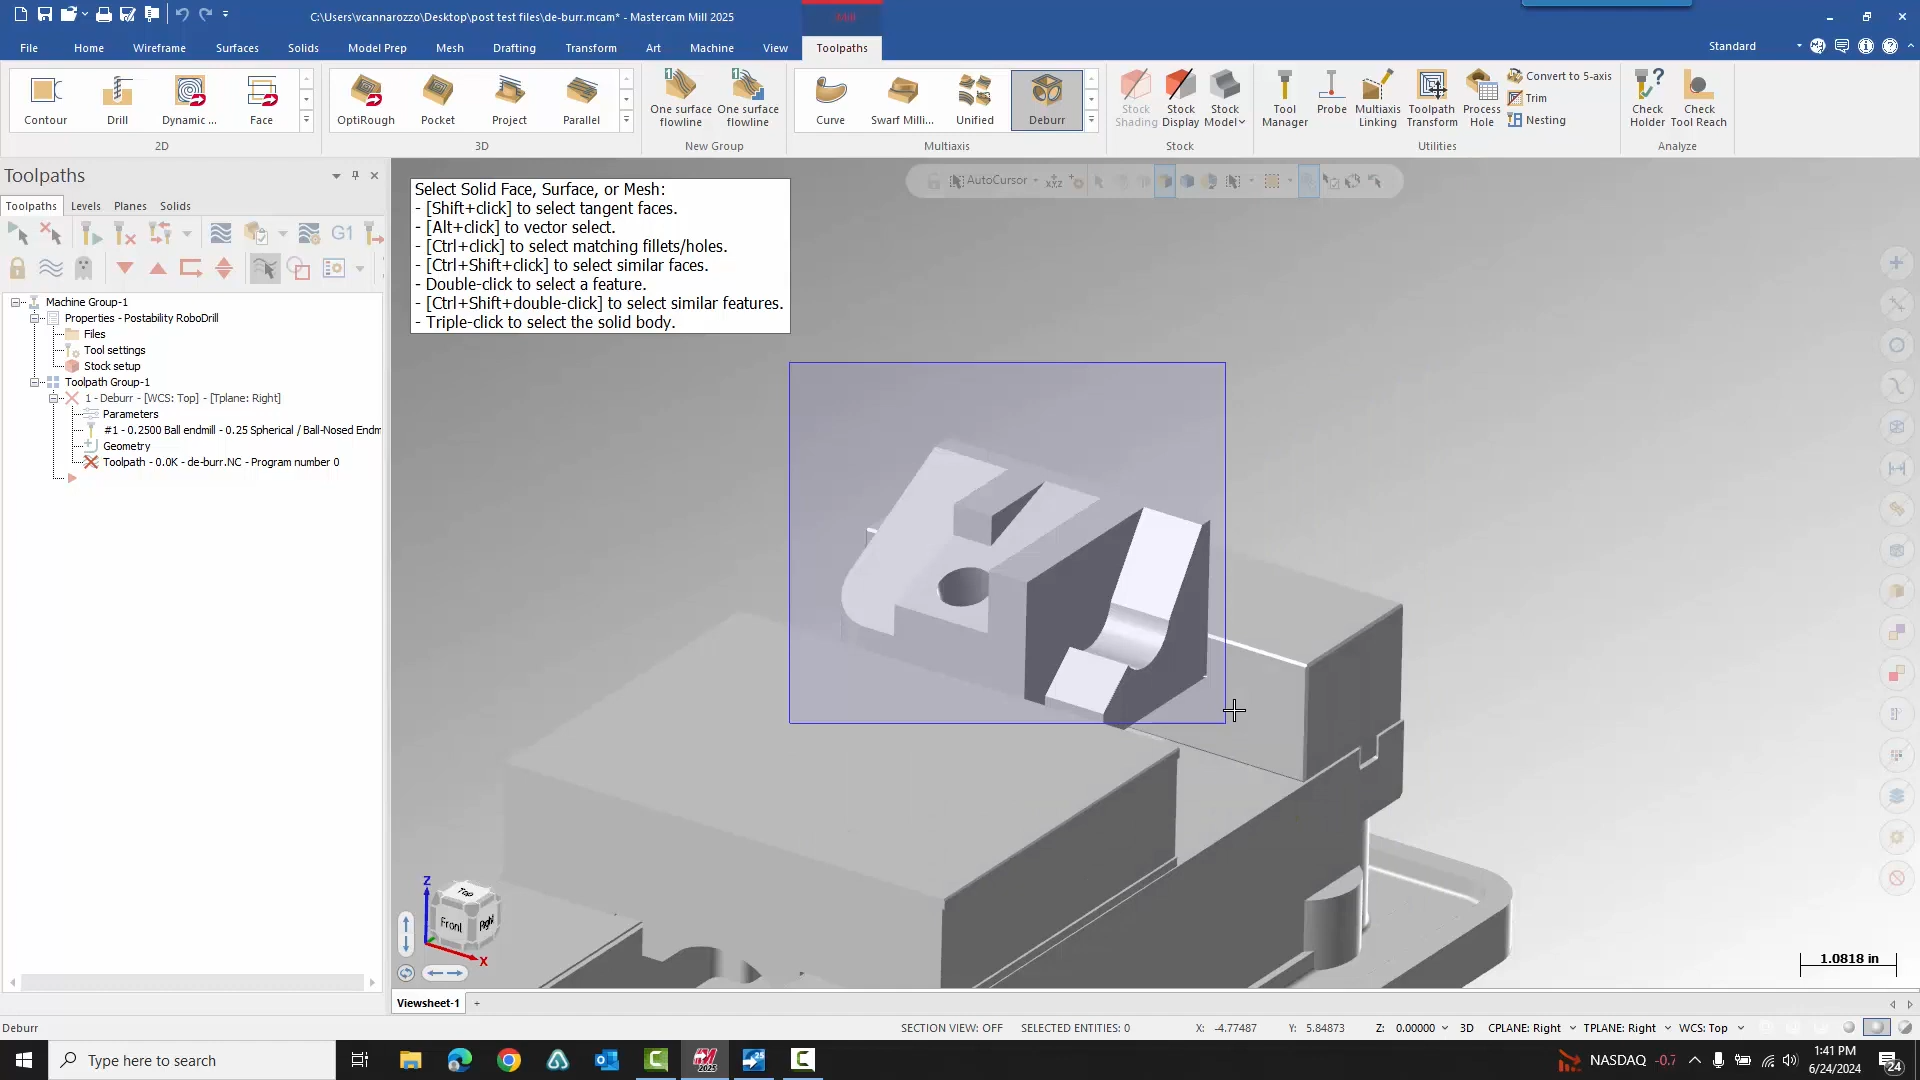 C:\Users\vcannarozzo\Desktop\post test files\de-burr.mcam* - Mastercam Mill 2025
Mill
File Home Wireframe Surfaces Solids Model Prep Mesh Drafting Transform Art Machine View Toolpaths
Standard
Contour Drill Dynamic ... Face
2D
OptiRough Pocket Project Parallel
3D
One surface flowline One surface flowline
New Group
Curve Swarf Milli... Unified Deburr
Multiaxis
Stock Shading Stock Display Stock Model
Stock
Tool Manager Probe Multiaxis Linking Toolpath Transform Process Hole
Convert to 5-axis
Trim
Nesting
Utilities
Check Holder Check Tool Reach
Analyze
Toolpaths
Toolpaths Levels Planes Solids
G1
Machine Group-1
Properties - Postability RoboDrill
Files
Tool settings
Stock setup
Toolpath Group-1
1 - Deburr - [WCS: Top] - [Tplane: Right]
Parameters
#1 - 0.2500 Ball endmill - 0.25 Spherical / Ball-Nosed Endm
Geometry
Toolpath - 0.0K - de-burr.NC - Program number 0
AutoCursor
Select Solid Face, Surface, or Mesh:
- [Shift+click] to select tangent faces.
- [Alt+click] to vector select.
- [Ctrl+click] to select matching fillets/holes.
- [Ctrl+Shift+click] to select similar faces.
- Double-click to select a feature.
- [Ctrl+Shift+double-click] to select similar features.
- Triple-click to select the solid body.
Z
Top
Front
Right
X
1.0818 in
Viewsheet-1 +
Deburr
SECTION VIEW: OFF SELECTED ENTITIES: 0 X: -4.77487 Y: 5.84873 Z: 0.00000 3D CPLANE: Right TPLANE: Right WCS: Top
Type here to search
2025
25
NASDAQ -0.7
1:41 PM
6/24/2024
24